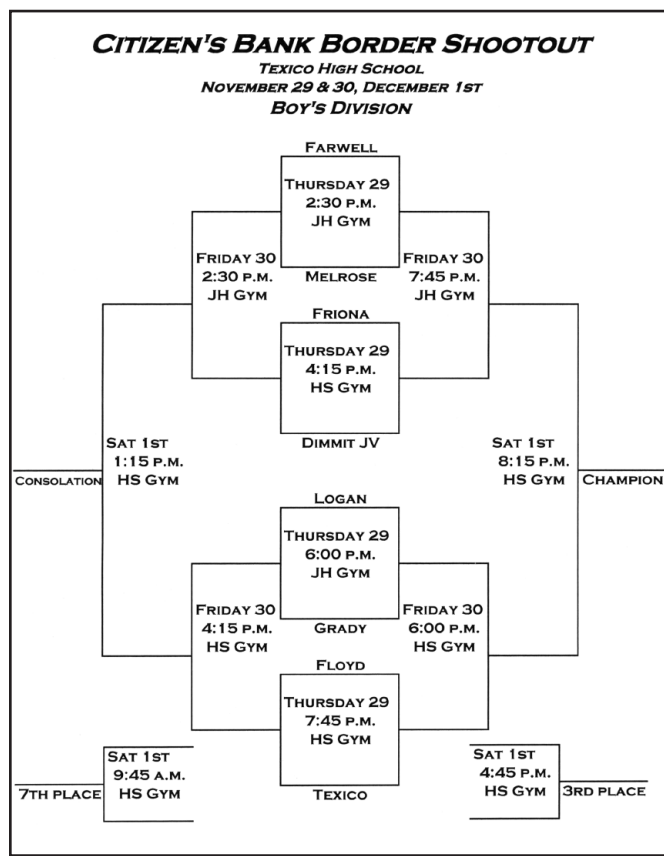 Citizen's Bank Border Shootout
Texico High School
November 29 & 30, December 1st
Boy's Division
Farwell
Thursday 29
2:30 p.m.
JH Gym
Melrose
Friday 30
2:30 p.m.
JH Gym
Friday 30
7:45 p.m.
JH Gym
Friona
Thursday 29
4:15 p.m.
HS Gym
Dimmit JV
Sat 1st
1:15 p.m.
HS Gym
Consolation
Sat 1st
8:15 p.m.
HS Gym
Champion
Logan
Thursday 29
6:00 p.m.
JH Gym
Grady
Friday 30
4:15 p.m.
HS Gym
Friday 30
6:00 p.m.
HS Gym
Floyd
Thursday 29
7:45 p.m.
HS Gym
Texico
Sat 1st
9:45 a.m.
HS Gym
7th place
Sat 1st
4:45 p.m.
HS Gym
3rd place